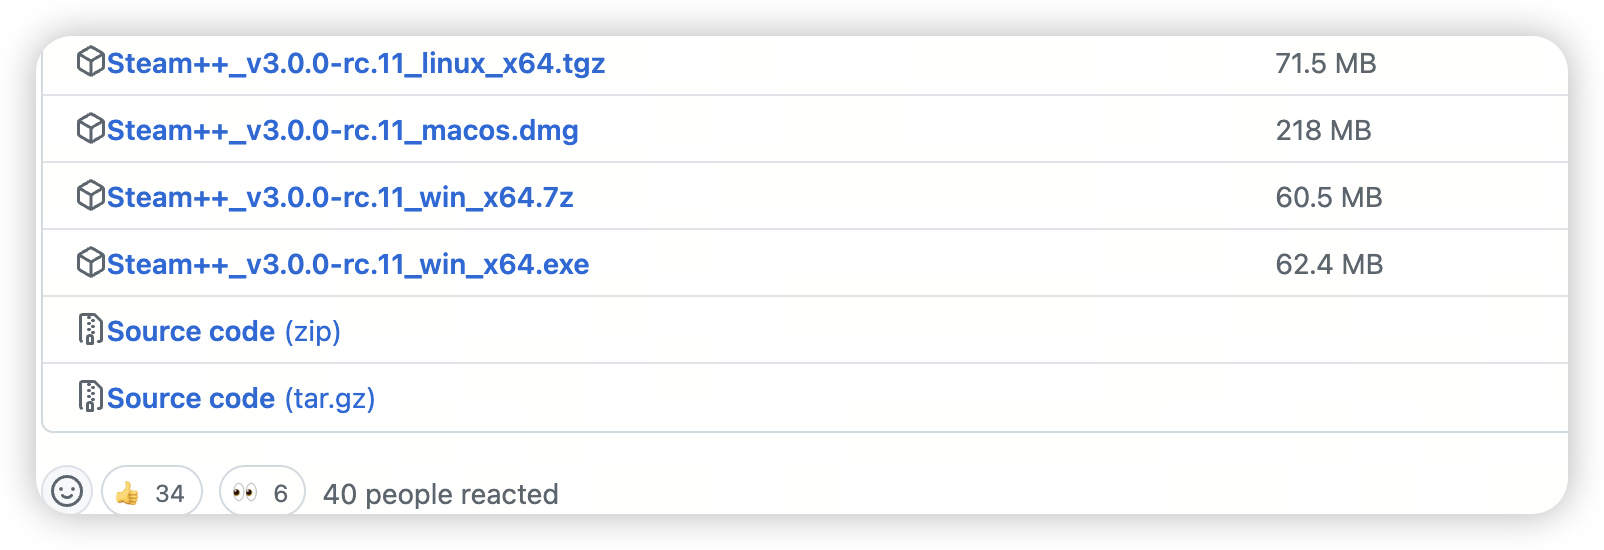 Steam++_v3.0.0-rc.11_linux_x64.tgz 71.5 MB
Steam++_v3.0.0-rc.11_macos.dmg 218 MB
Steam++_v3.0.0-rc.11_win_x64.7z 60.5 MB
Steam++_v3.0.0-rc.11_win_x64.exe 62.4 MB
Source code (zip)
Source code (tar.gz)
34 6 40 people reacted